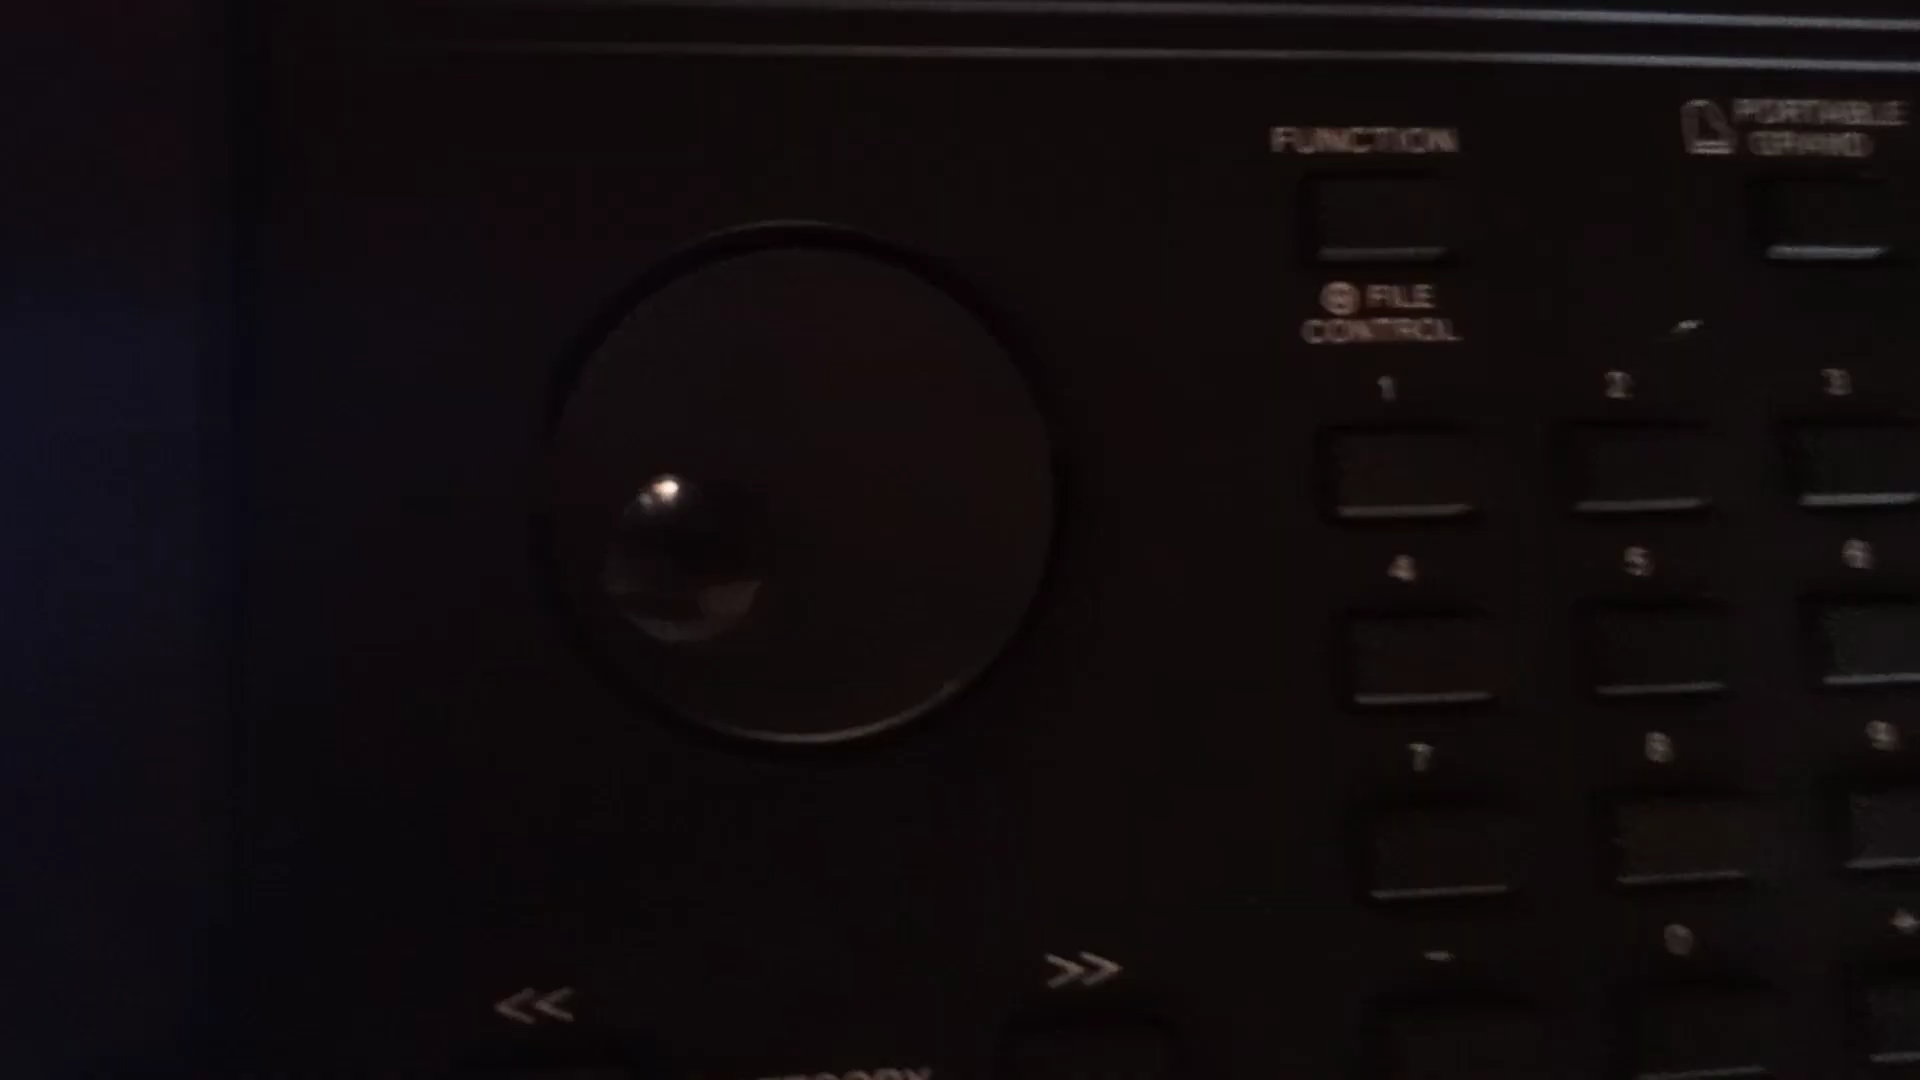 PORTABLE
GRAND
FUNCTION
FILE
CONTROL
1 2 3
4 5 6
7 8 9
- 0 +
<< >>